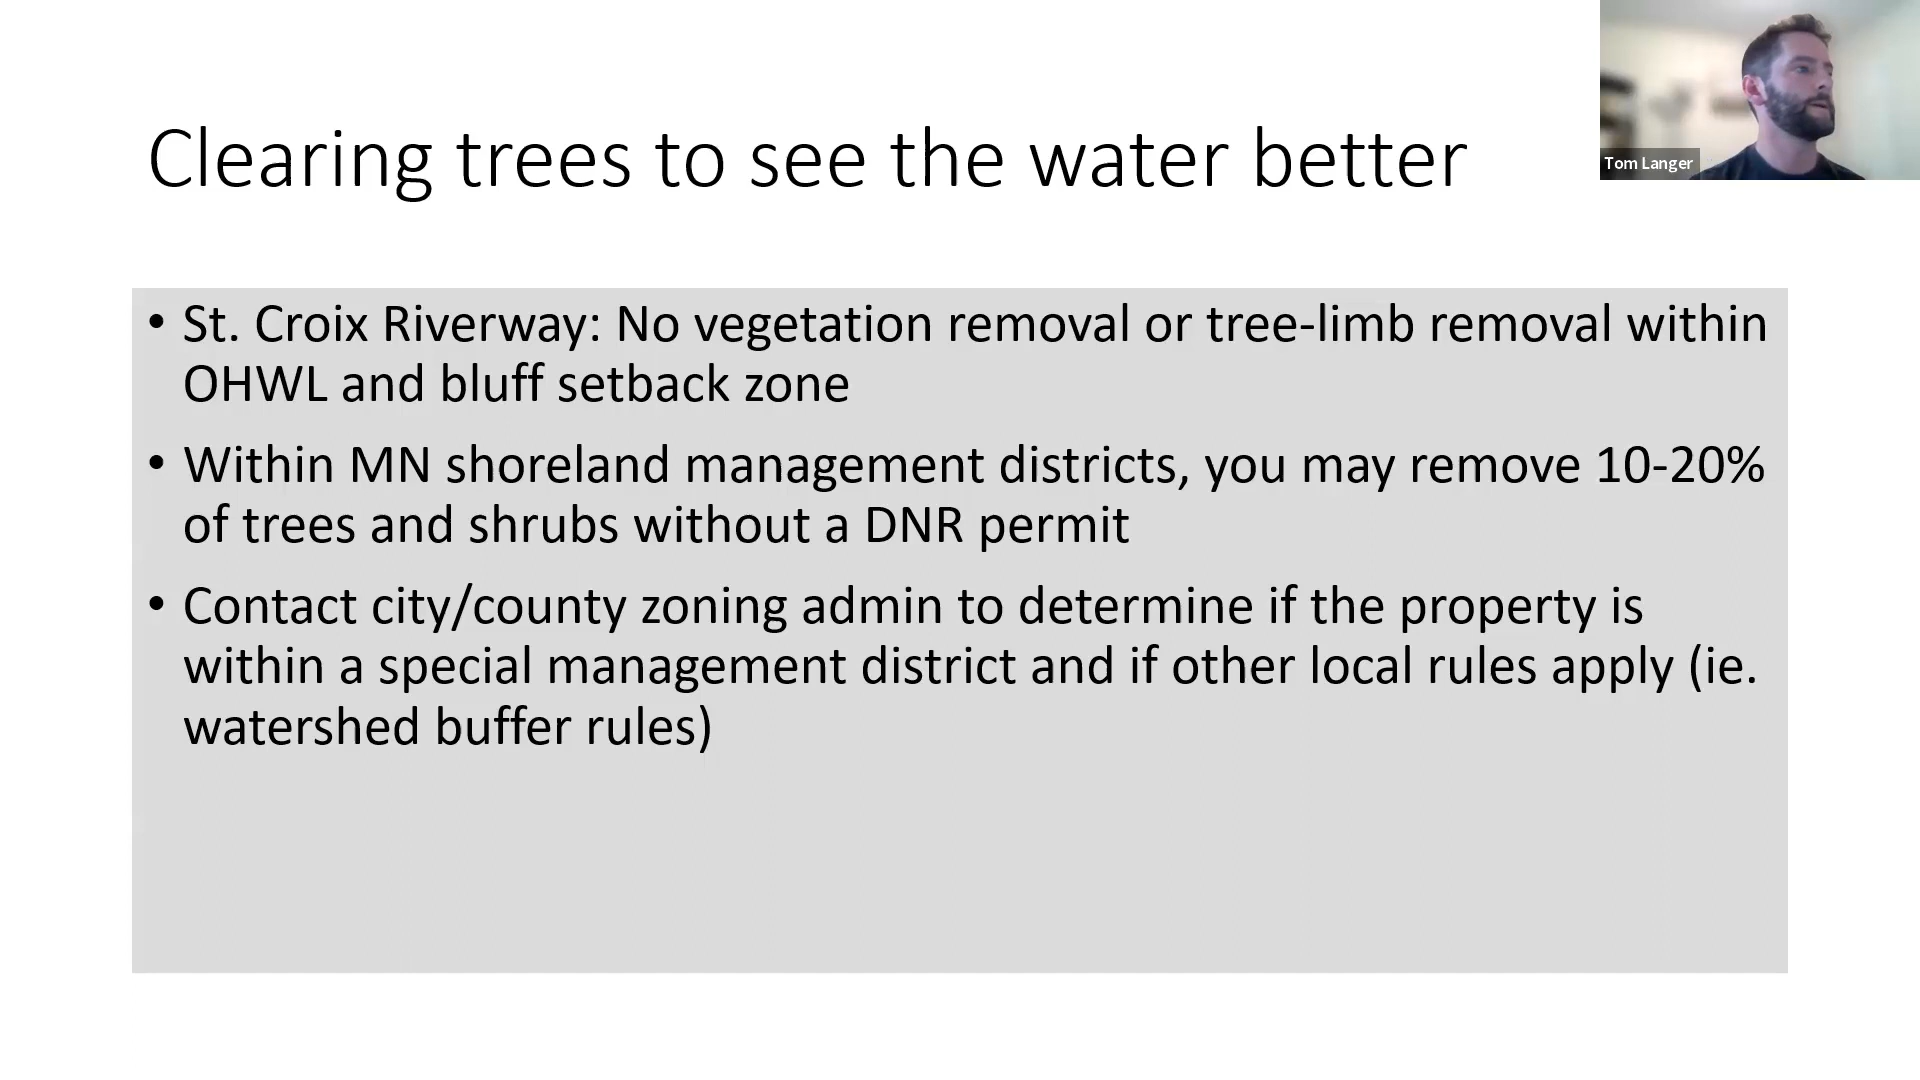 Clearing trees to see the water better
Tom Langer
• St. Croix Riverway: No vegetation removal or tree-limb removal within
OHWL and bluff setback zone
• Within MN shoreland management districts, you may remove 10-20%
of trees and shrubs without a DNR permit
• Contact city/county zoning admin to determine if the property is
within a special management district and if other local rules apply (ie.
watershed buffer rules)